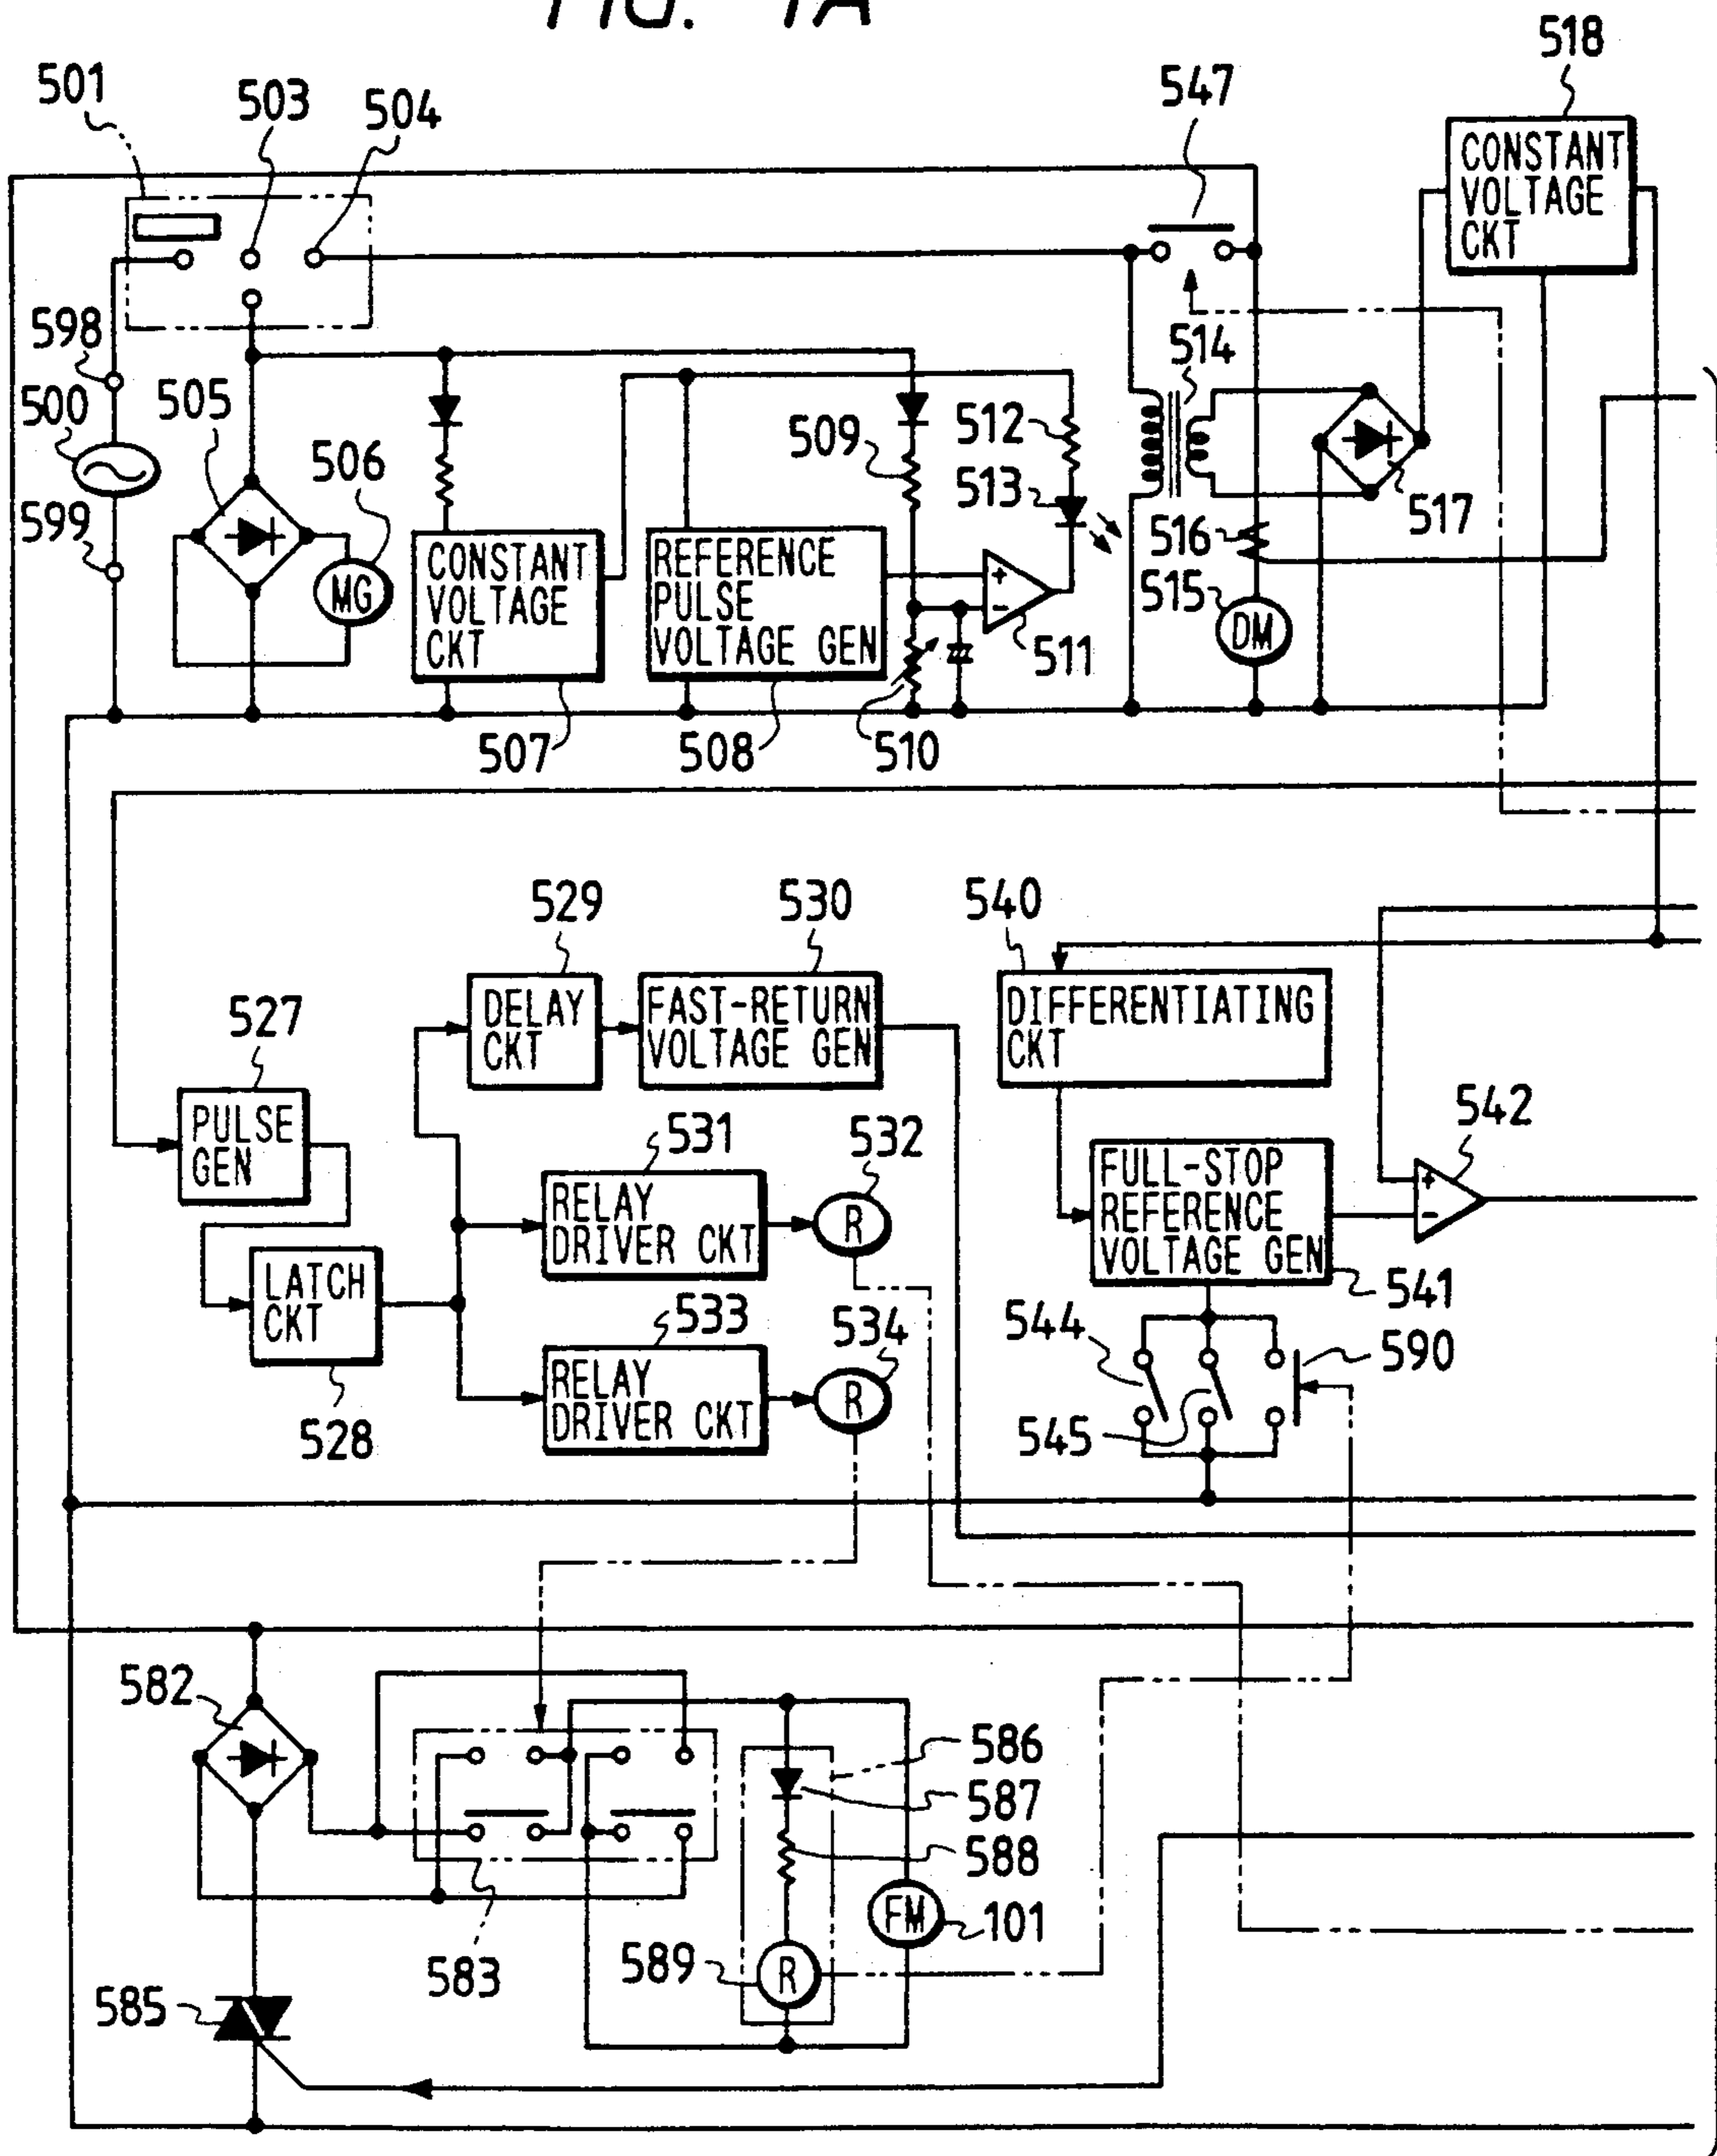 FIG. 1A
501
503
504
547
518
CONSTANT
VOLTAGE
CKT
598
500
505
506
599
MG
CONSTANT
VOLTAGE
CKT
507
REFERENCE
PULSE
VOLTAGE GEN
508
509
510
512
513
+
-
511
514
516
515
DM
517
529
530
540
DELAY
CKT
FAST-RETURN
VOLTAGE GEN
DIFFERENTIATING
CKT
527
PULSE
GEN
531
532
RELAY
DRIVER CKT
R
542
+
-
FULL-STOP
REFERENCE
VOLTAGE GEN
541
LATCH
CKT
528
533
534
RELAY
DRIVER CKT
R
544
545
590
582
583
585
586
587
588
589
R
FM
101